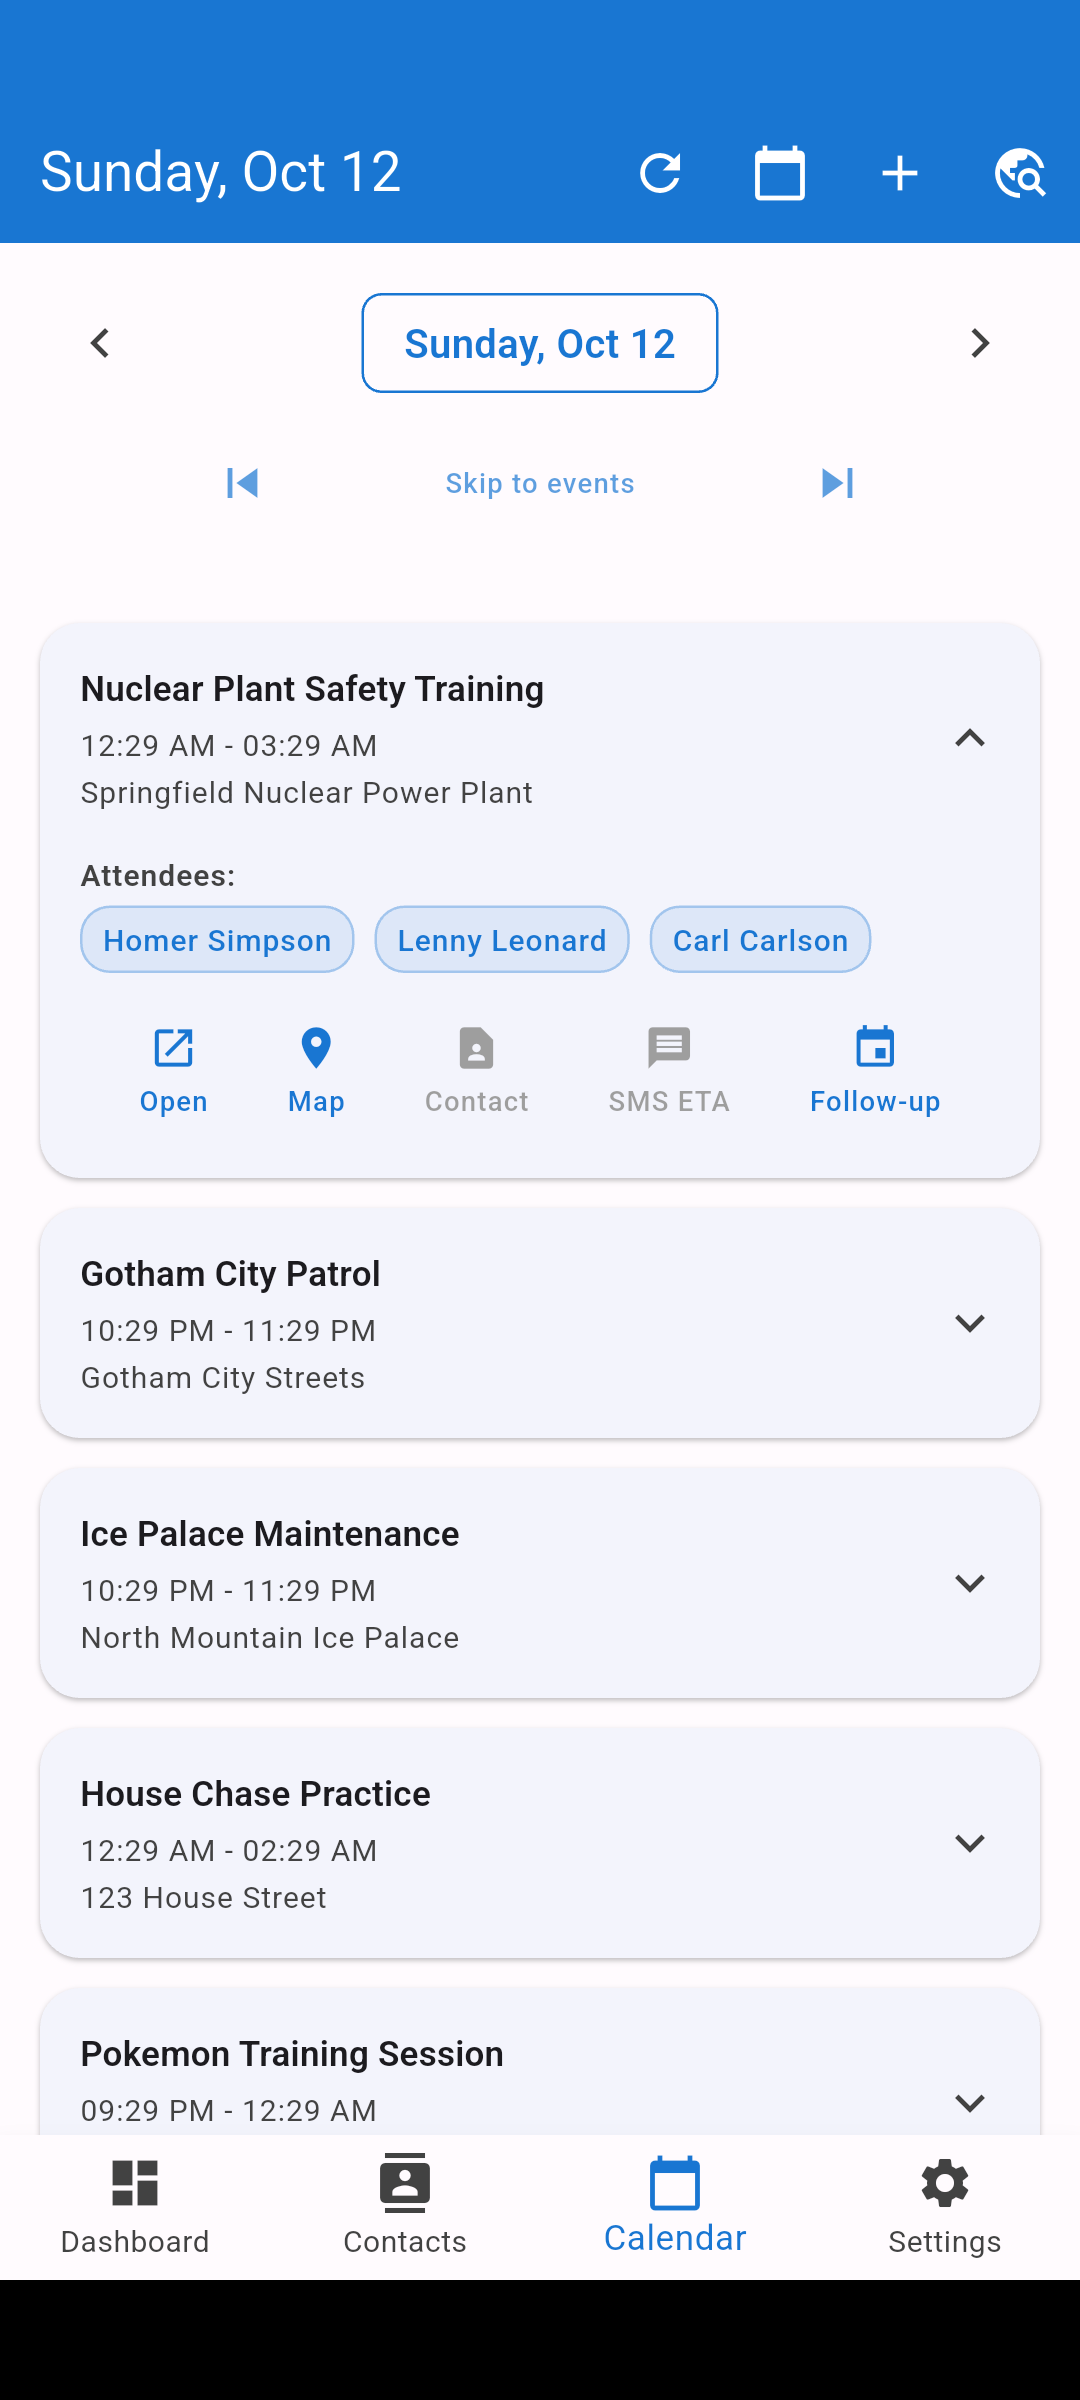 Sunday, Oct 12
Sunday, Oct 12
Skip to events
Nuclear Plant Safety Training
12:29 AM - 03:29 AM
Springfield Nuclear Power Plant
Attendees:
Homer Simpson Lenny Leonard Carl Carlson
Open Map Contact SMS ETA Follow-up
Gotham City Patrol
10:29 PM - 11:29 PM
Gotham City Streets
Ice Palace Maintenance
10:29 PM - 11:29 PM
North Mountain Ice Palace
House Chase Practice
12:29 AM - 02:29 AM
123 House Street
Pokemon Training Session
09:29 PM - 12:29 AM
Dashboard Contacts Calendar Settings